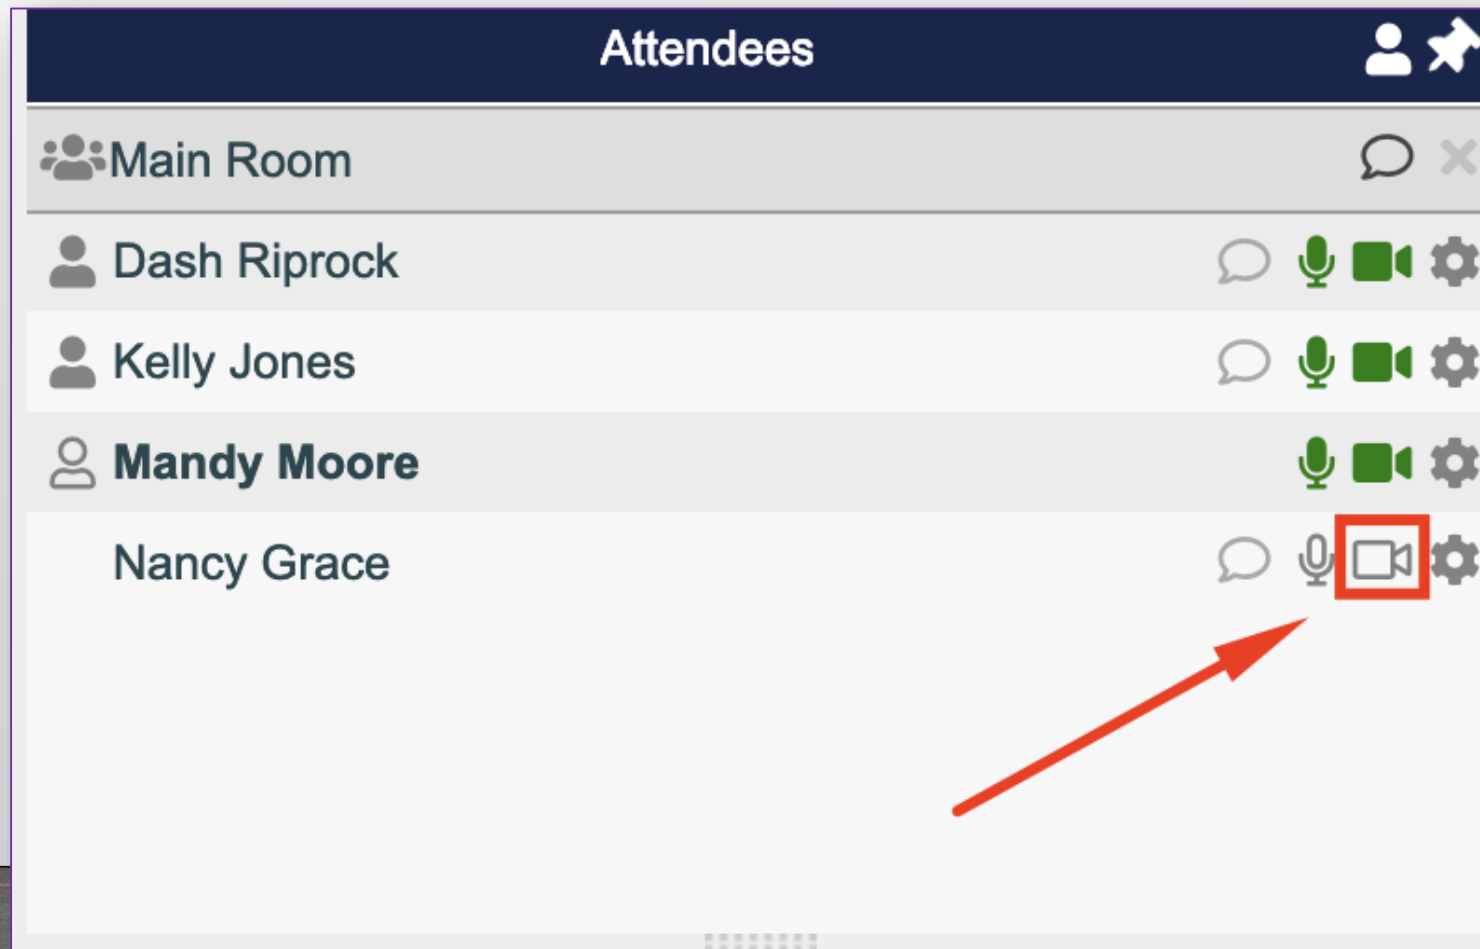 Attendees
Main Room
Dash Riprock
Kelly Jones
Mandy Moore
Nancy Grace